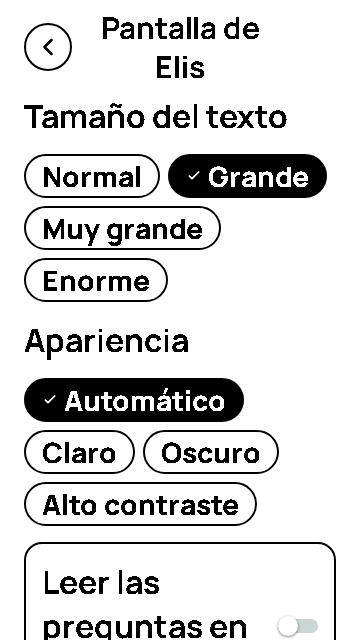 Pantalla de
Elis
Tamaño del texto
Normal
Grande
Muy grande
Enorme
Apariencia
Automático
Claro
Oscuro
Alto contraste
Leer las
preguntas en